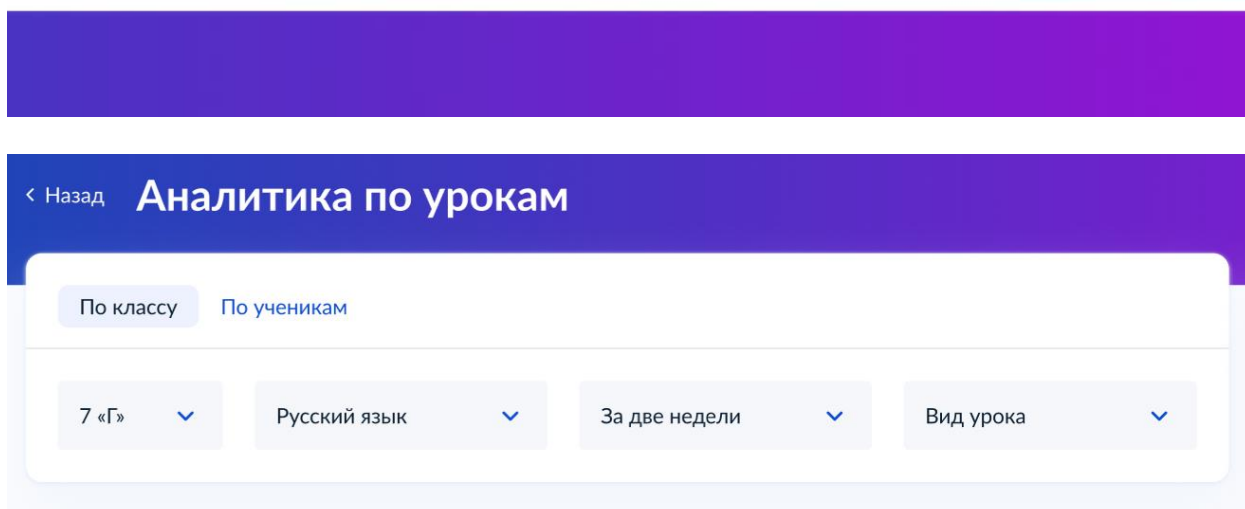 Назад Аналитика по урокам
По классу По ученикам
7 «Г» Русский язык За две недели Вид урока